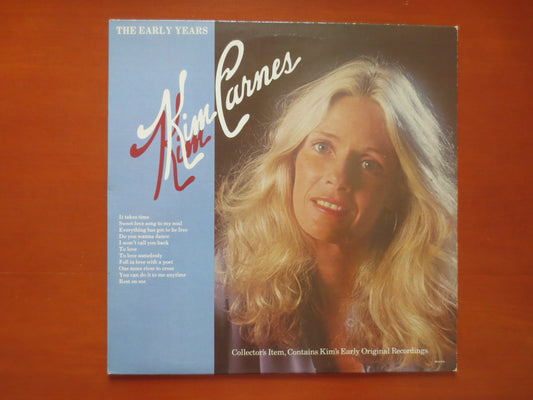 THE EARLY YEARS
Kim Carnes
Kim
It takes time
Sweet love song to my soul
Everything has got to be free
Do you wanna dance
I won't call you back
To love
To love somebody
Fell in love with a poet
One more river to cross
You can do it to me anytime
Rest on me
Collector's Item, Contains Kim's Early Original Recordings